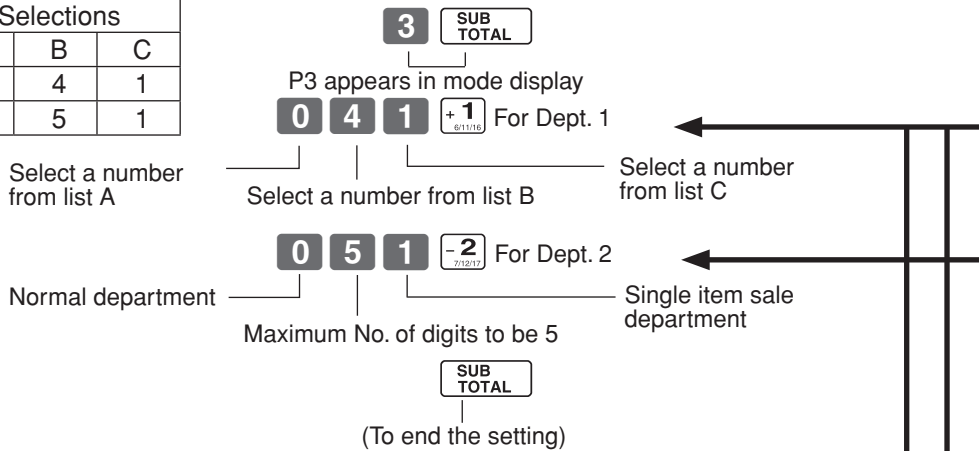 Selections
B C
4 1
5 1
3 SUB TOTAL
P3 appears in mode display
0 4 1 + 1 6/11/16 For Dept. 1
Select a number
from list A
Select a number from list B
Select a number
from list C
0 5 1 - 2 7/12/17 For Dept. 2
Normal department
Maximum No. of digits to be 5
Single item sale
department
SUB
TOTAL
(To end the setting)